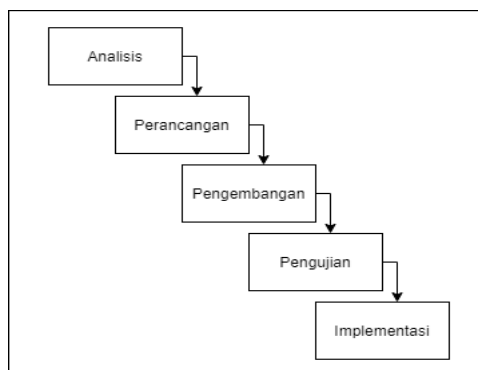 Analisis
Perancangan
Pengembangan
Pengujian
Implementasi